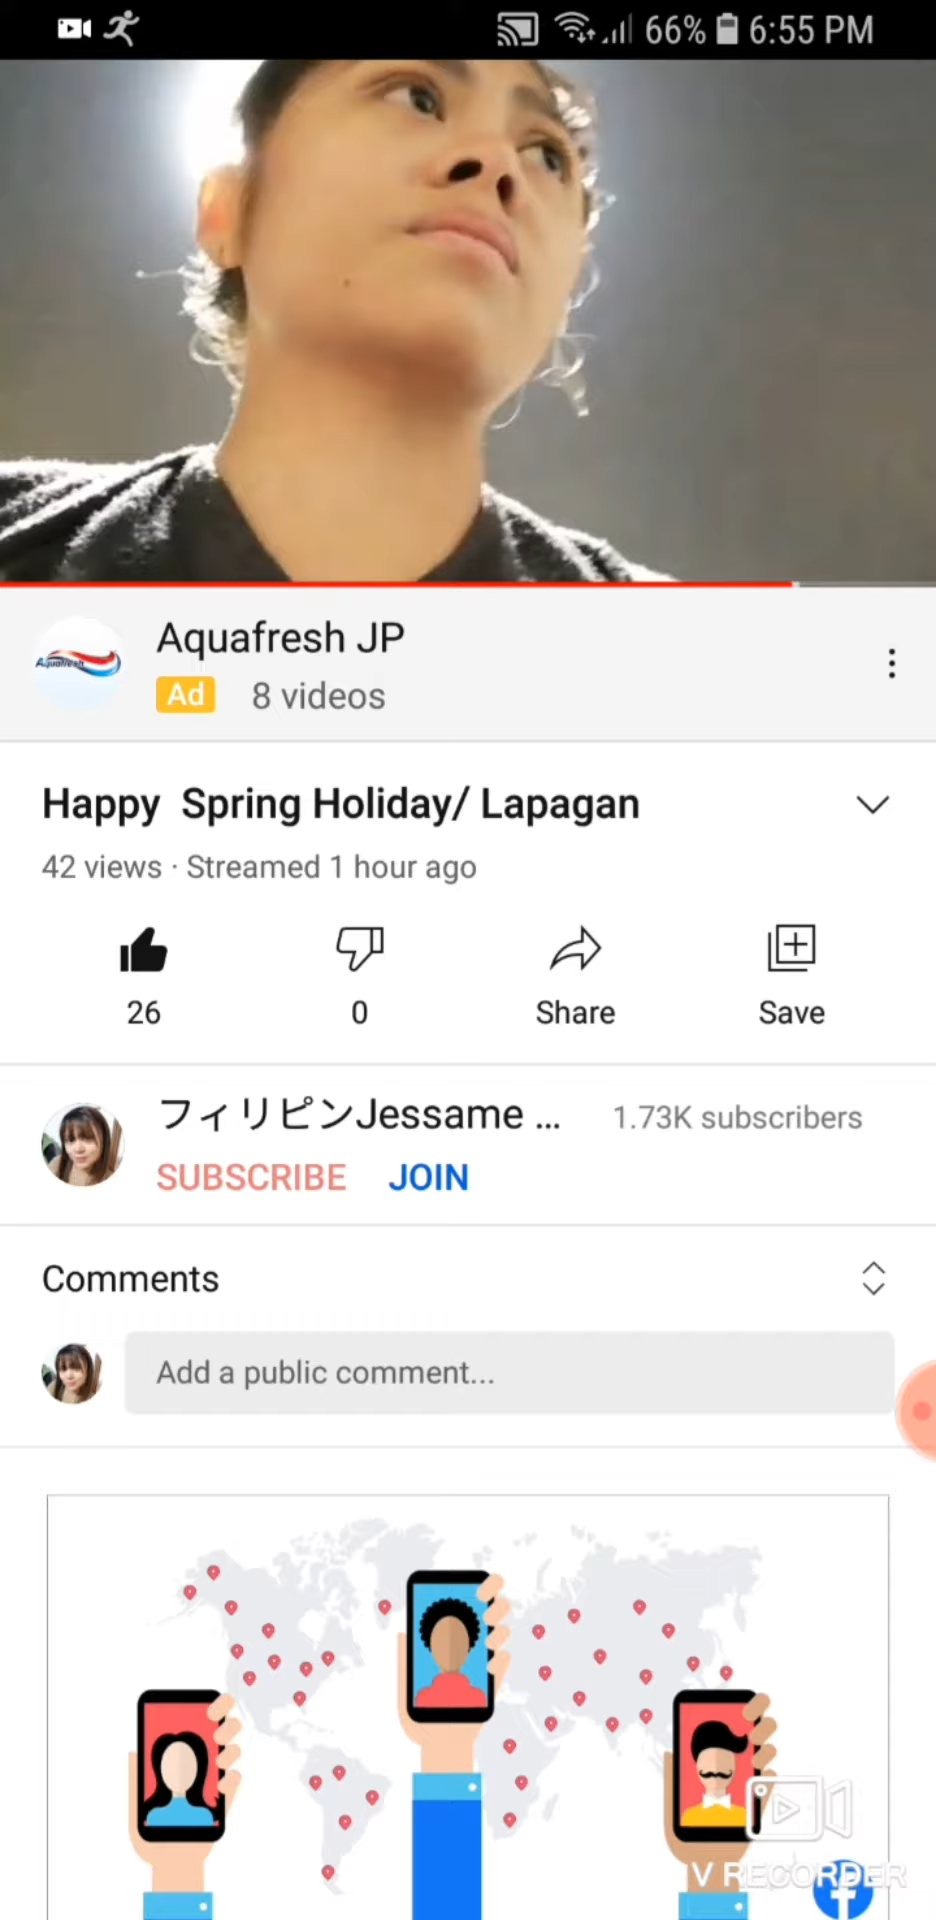 66% 6:55 PM
Aquafresh
Aquafresh JP
Ad 8 videos
Happy Spring Holiday/ Lapagan
42 views · Streamed 1 hour ago
26 0 Share Save
フィリピンJessame ... 1.73K subscribers
SUBSCRIBE JOIN
Comments
Add a public comment...
V RECORDER